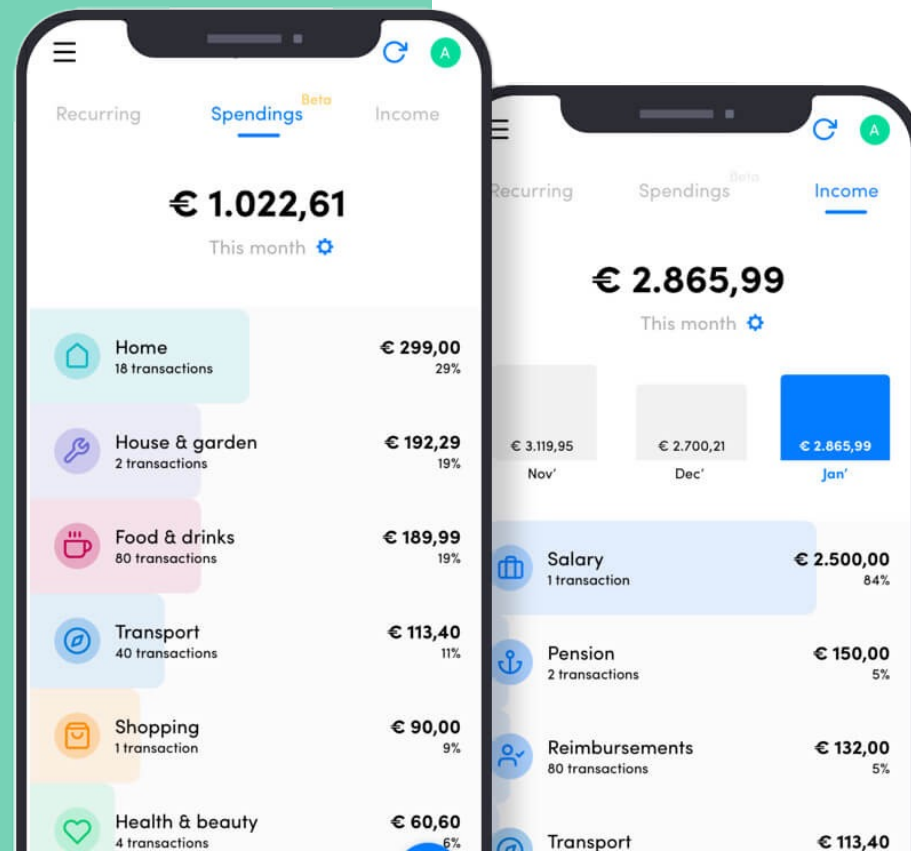 A
Recurring
Spendings
Beta
Income
€ 1.022,61
This month
Home
€ 299,00
18 transactions
29%
House & garden
€ 192,29
2 transactions
19%
Food & drinks
€ 189,99
80 transactions
19%
Transport
€ 113,40
40 transactions
11%
Shopping
€ 90,00
1 transaction
9%
Health & beauty
€ 60,60
4 transactions
6%
A
Recurring
Spendings
Beta
Income
€ 2.865,99
This month
€ 3.119,95
€ 2.700,21
€ 2.865,99
Nov'
Dec'
Jan'
Salary
€ 2.500,00
1 transaction
84%
Pension
€ 150,00
2 transactions
5%
Reimbursements
€ 132,00
80 transactions
5%
Transport
€ 113,40